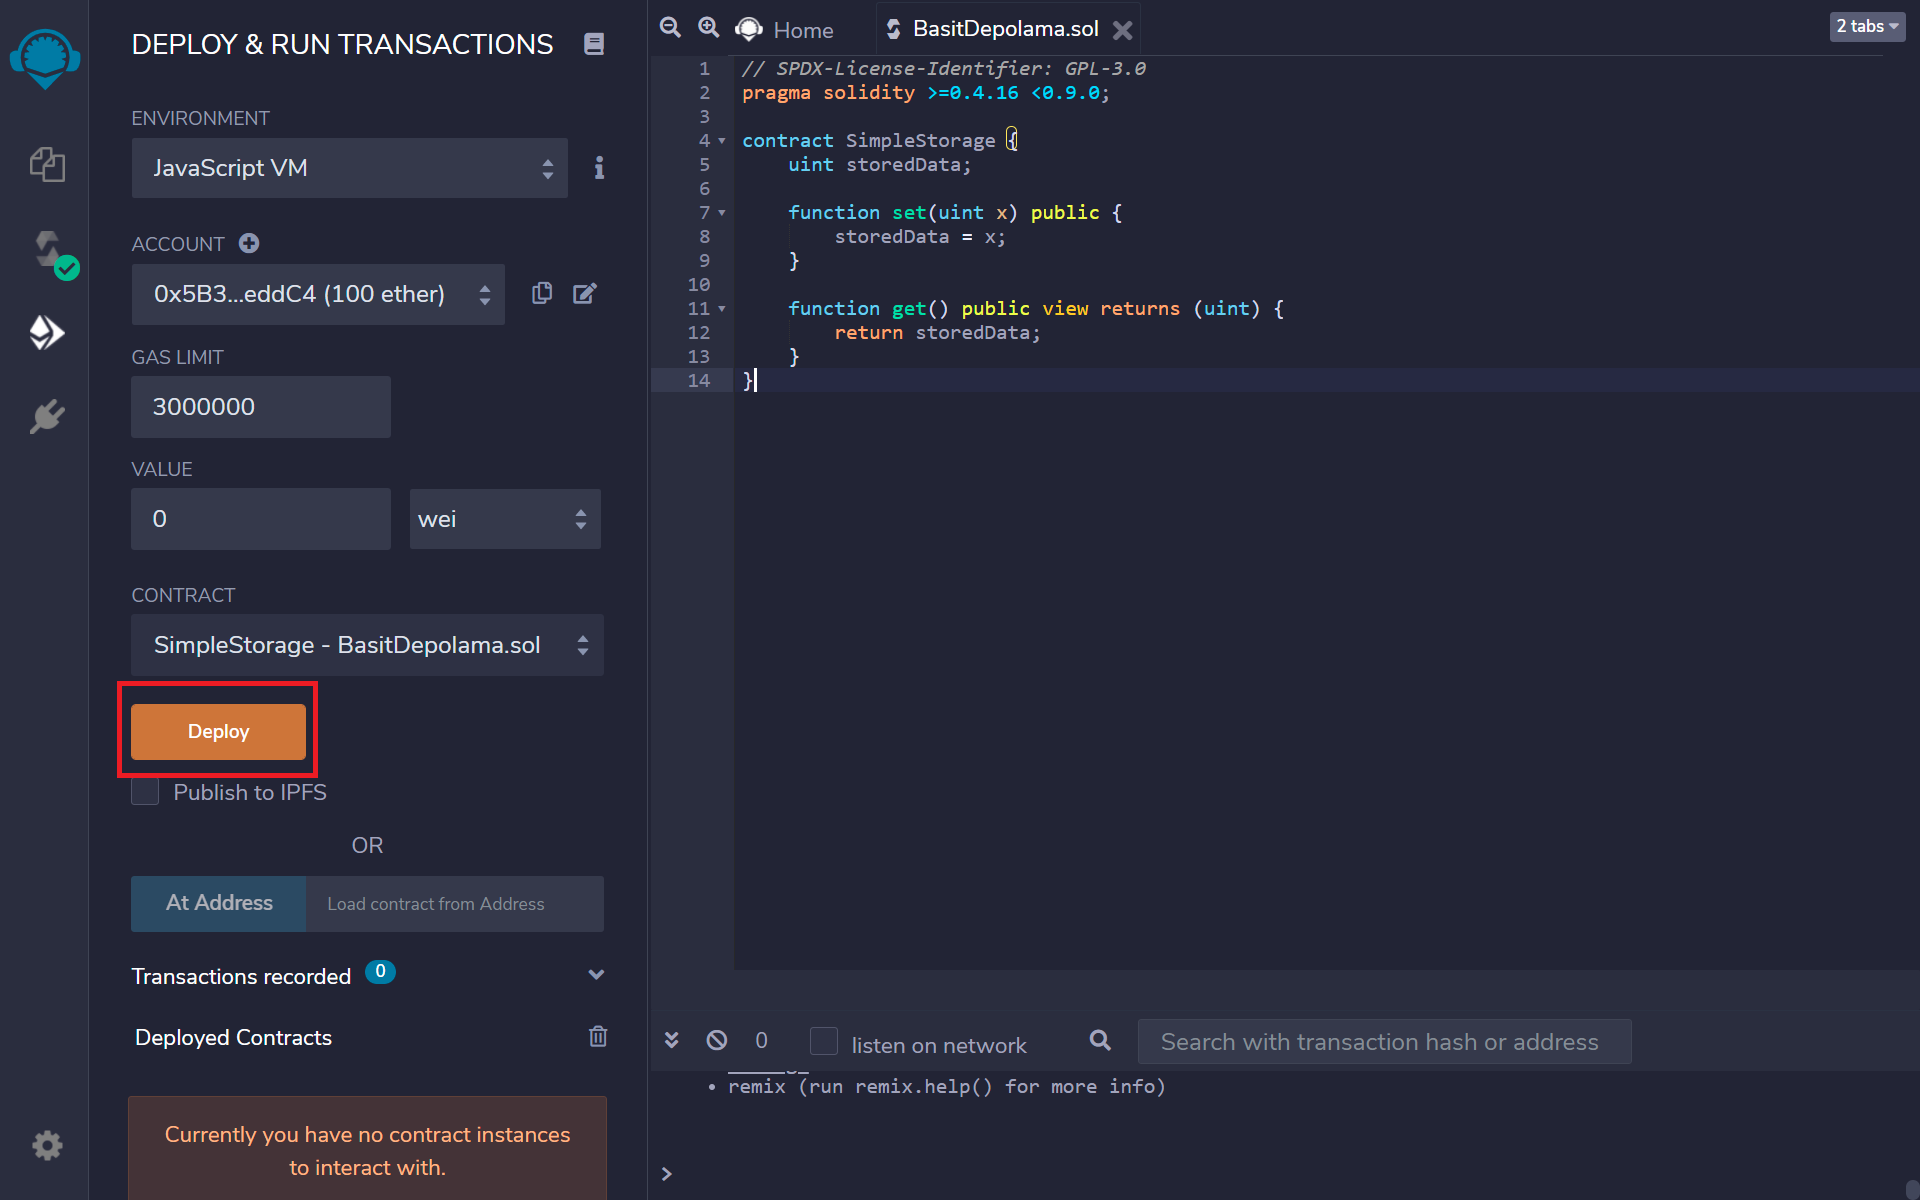 DEPLOY & RUN TRANSACTIONS
ENVIRONMENT
JavaScript VM
ACCOUNT
0x5B3...eddC4 (100 ether)
GAS LIMIT
3000000
VALUE
0
wei
CONTRACT
SimpleStorage - BasitDepolama.sol
Deploy
Publish to IPFS
OR
At Address
Load contract from Address
Transactions recorded 0
Deployed Contracts
Currently you have no contract instances
to interact with.
Home
BasitDepolama.sol
2 tabs
1 // SPDX-License-Identifier: GPL-3.0
2 pragma solidity >=0.4.16 <0.9.0;
3
4 contract SimpleStorage {
5 uint storedData;
6
7 function set(uint x) public {
8 storedData = x;
9 }
10
11 function get() public view returns (uint) {
12 return storedData;
13 }
14 }
0
listen on network
Search with transaction hash or address
• remix (run remix.help() for more info)
>